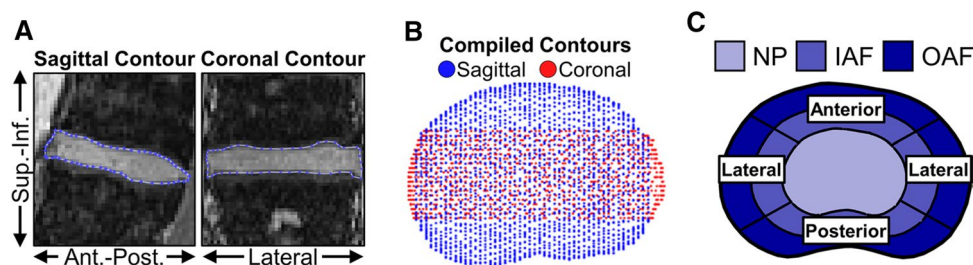 A
Sagittal Contour
Coronal Contour
Sup.-Inf.
Ant.-Post.
Lateral
B
Compiled Contours
Sagittal
Coronal
C
NP
IAF
OAF
Anterior
Lateral
Lateral
Posterior